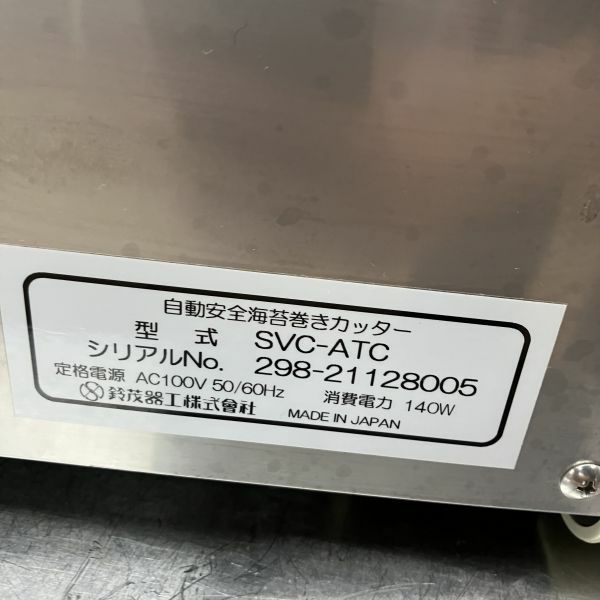 自動安全海苔巻きカッター
型 式 SVC-ATC
シリアルNo. 298-21128005
定格電源 AC100V 50/60Hz 消費電力 140W
鈴茂器工株式會社 MADE IN JAPAN